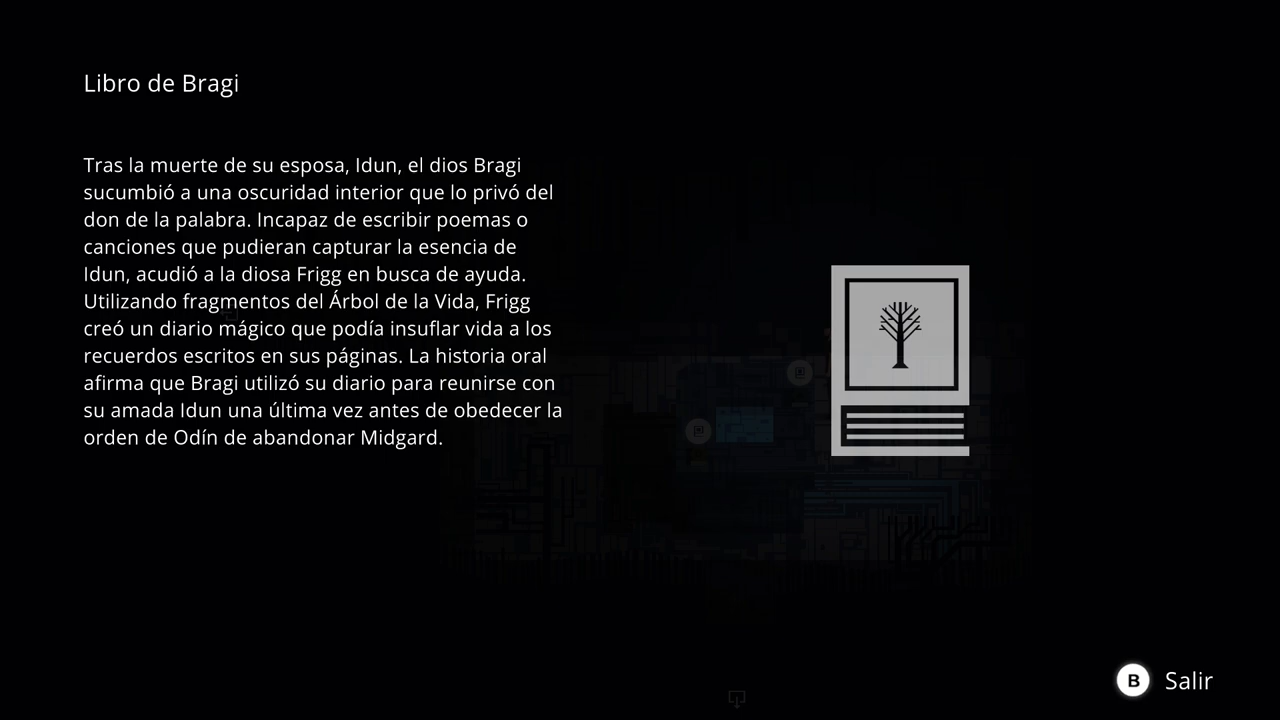 Libro de Bragi
Tras la muerte de su esposa, Idun, el dios Bragi
sucumbió a una oscuridad interior que lo privó del
don de la palabra. Incapaz de escribir poemas o
canciones que pudieran capturar la esencia de
Idun, acudió a la diosa Frigg en busca de ayuda.
Utilizando fragmentos del Árbol de la Vida, Frigg
creó un diario mágico que podía insuflar vida a los
recuerdos escritos en sus páginas. La historia oral
afirma que Bragi utilizó su diario para reunirse con
su amada Idun una última vez antes de obedecer la
orden de Odín de abandonar Midgard.
B Salir